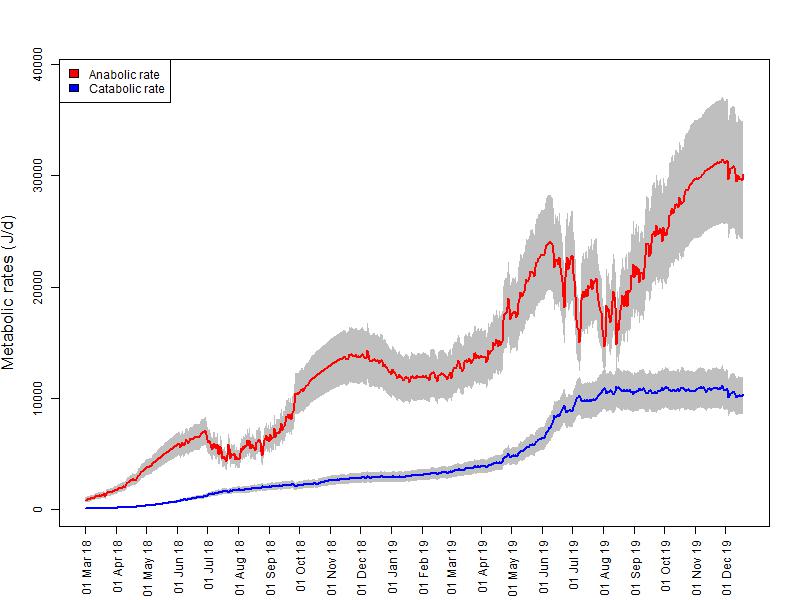 Anabolic rate
Catabolic rate
Metabolic rates (J/d)
40000
30000
20000
10000
0
01 Mar 18
01 Apr 18
01 May 18
01 Jun 18
01 Jul 18
01 Aug 18
01 Sep 18
01 Oct 18
01 Nov 18
01 Dec 18
01 Jan 19
01 Feb 19
01 Mar 19
01 Apr 19
01 May 19
01 Jun 19
01 Jul 19
01 Aug 19
01 Sep 19
01 Oct 19
01 Nov 19
01 Dec 19